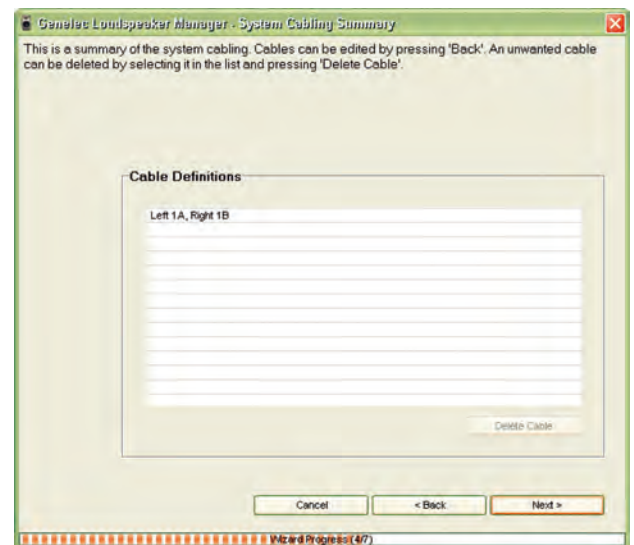 Genelec Loudspeaker Manager - System Cabling Summary
This is a summary of the system cabling. Cables can be edited by pressing 'Back'. An unwanted cable
can be deleted by selecting it in the list and pressing 'Delete Cable'.
Cable Definitions
Left 1A, Right 1B
Delete Cable
Cancel
< Back
Next >
Wizard Progress (4/7)